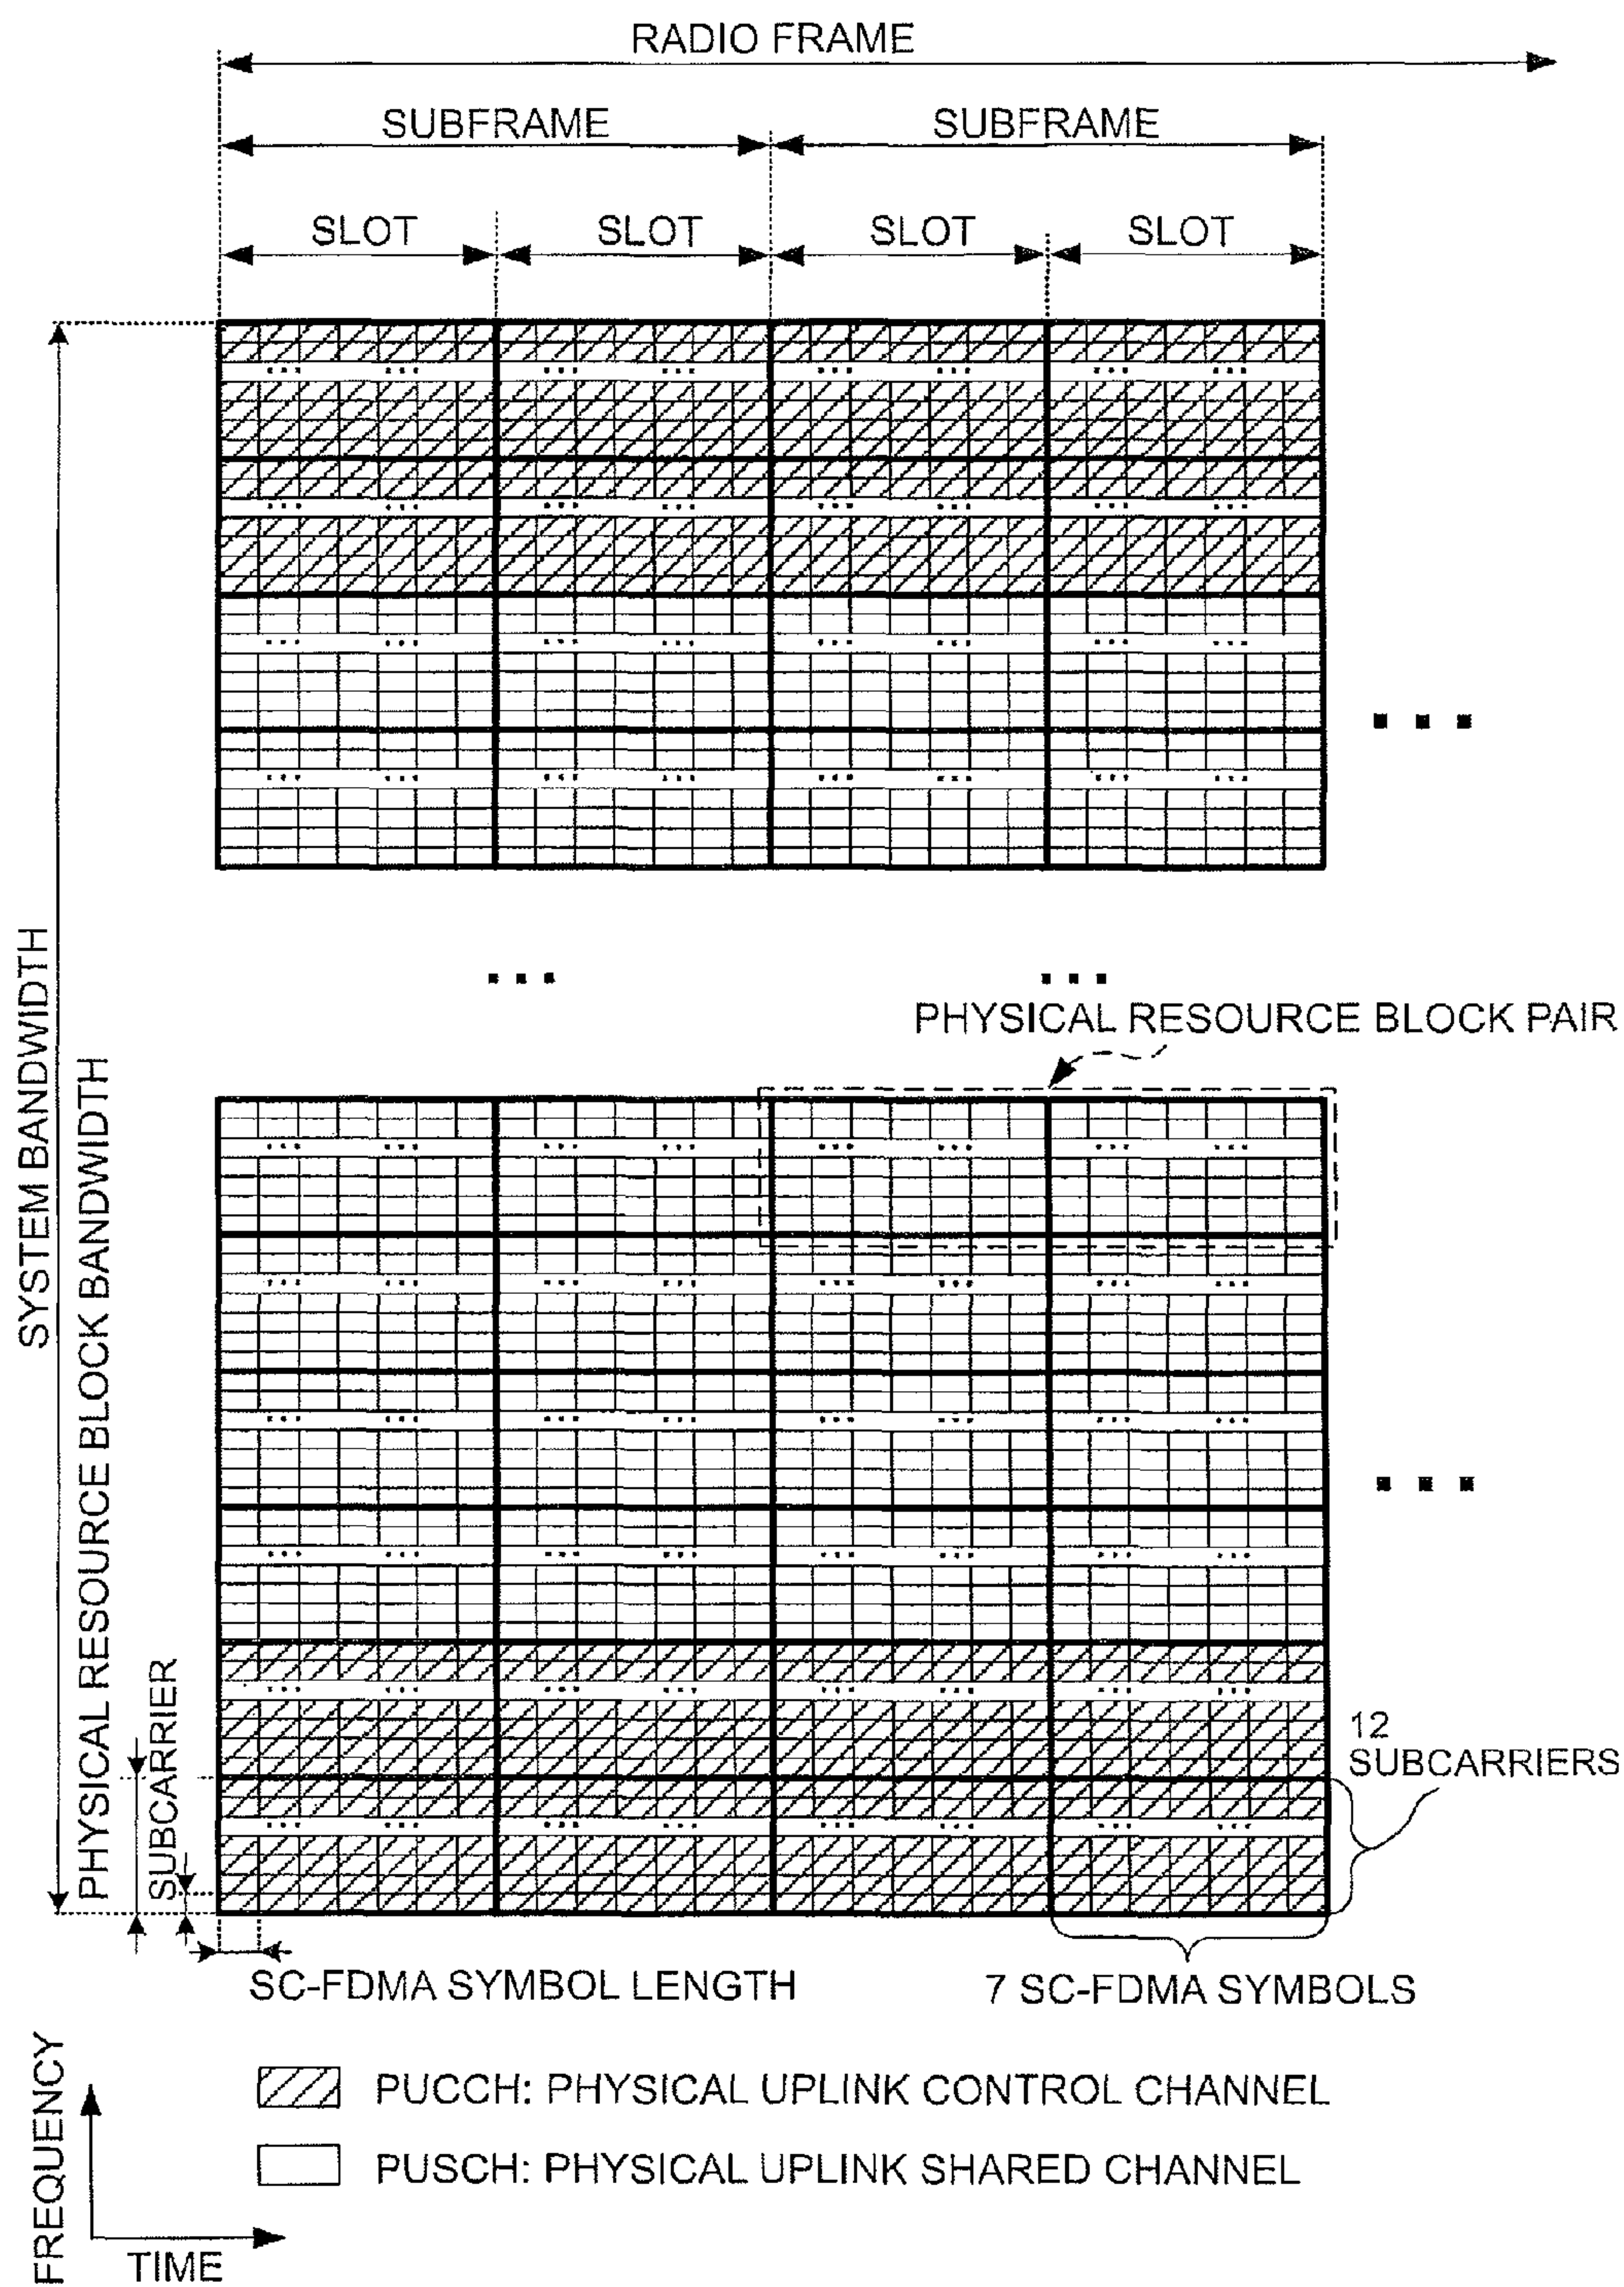 RADIO FRAME
SUBFRAME SUBFRAME
SLOT SLOT SLOT SLOT
SYSTEM BANDWIDTH
PHYSICAL RESOURCE BLOCK BANDWIDTH
SUBCARRIER
PHYSICAL RESOURCE BLOCK PAIR
12
SUBCARRIERS
SC-FDMA SYMBOL LENGTH
7 SC-FDMA SYMBOLS
PUCCH: PHYSICAL UPLINK CONTROL CHANNEL
PUSCH: PHYSICAL UPLINK SHARED CHANNEL
FREQUENCY
TIME